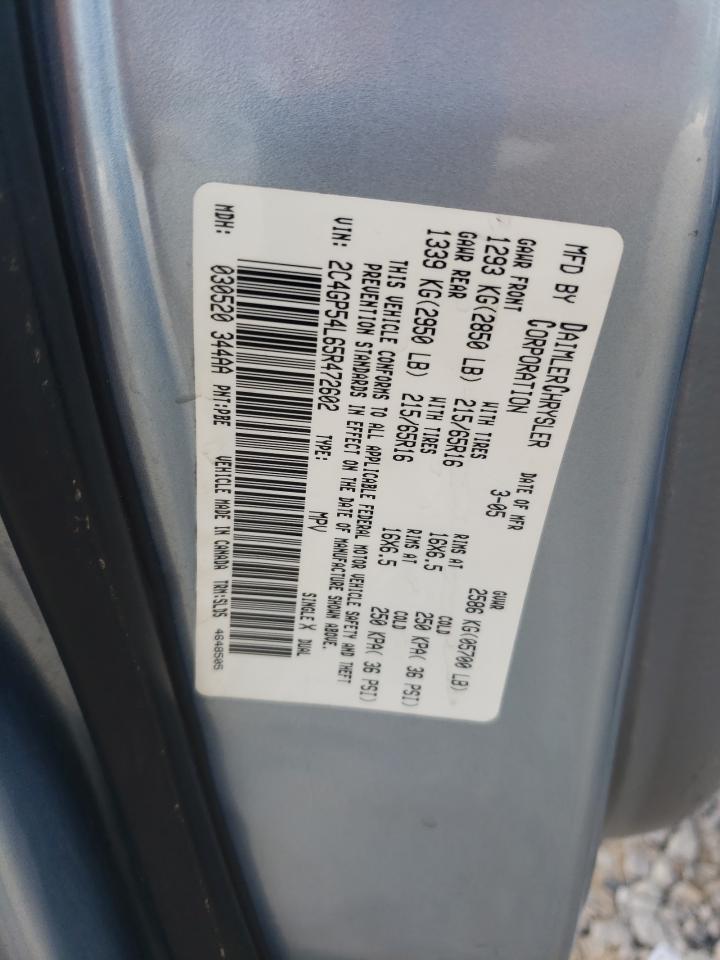 MFD BY DAIMLERCHRYSLER CORPORATION
DATE OF MFR 3-05
GVWR 2586 KG(05700 LB)
GAWR FRONT WITH TIRES RIMS AT COLD
1293 KG(2850 LB) 215/65R16 16X6.5 250 KPA( 36 PSI)
GAWR REAR WITH TIRES RIMS AT COLD
1339 KG(2950 LB) 215/65R16 16X6.5 250 KPA( 36 PSI)
THIS VEHICLE CONFORMS TO ALL APPLICABLE FEDERAL MOTOR VEHICLE SAFETY AND THEFT
PREVENTION STANDARDS IN EFFECT ON THE DATE OF MANUFACTURE SHOWN ABOVE.
VIN: 2C4GP54L65R472602 TYPE: MPV SINGLE X DUAL
MDH: 030520 344AA PNT:PBE VEHICLE MADE IN CANADA TRM:SLD5 4648505